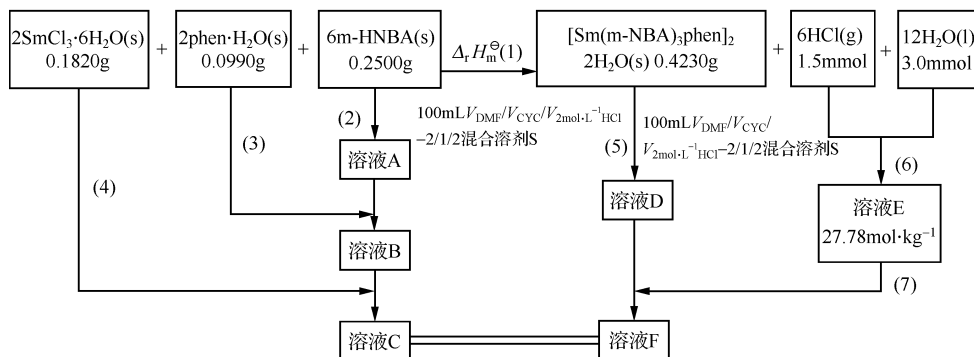 2SmCl₃·6H₂O(s)
0.1820g
+
2phen·H₂O(s)
0.0990g
+
6m-HNBA(s)
0.2500g
ΔᵣHₘ^⊖(1)
[Sm(m-NBA)₃phen]₂
2H₂O(s) 0.4230g
+
6HCl(g)
1.5mmol
+
12H₂O(l)
3.0mmol
(2)
100mL V_DMF/V_CYC/V_2mol·L⁻¹HCl
−2/1/2混合溶剂S
(3)
(4)
溶液A
(5)
100mL V_DMF/V_CYC/
V_2mol·L⁻¹HCl−2/1/2混合溶剂S
(6)
溶液D
溶液E
27.78mol·kg⁻¹
溶液B
(7)
溶液C
溶液F